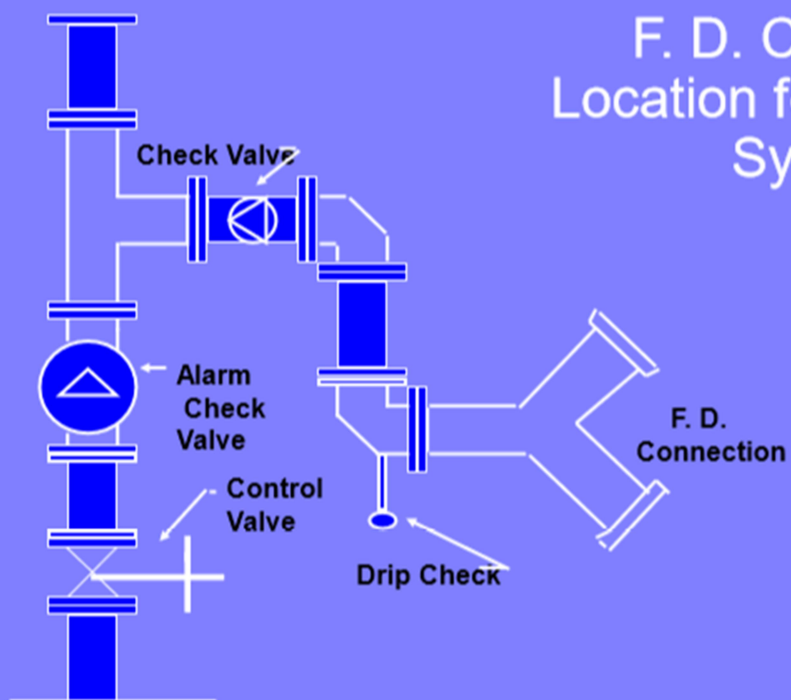 F. D. C
Location f
Sy
Check Valve
Alarm
Check
Valve
Control
Valve
F. D.
Connection
Drip Check